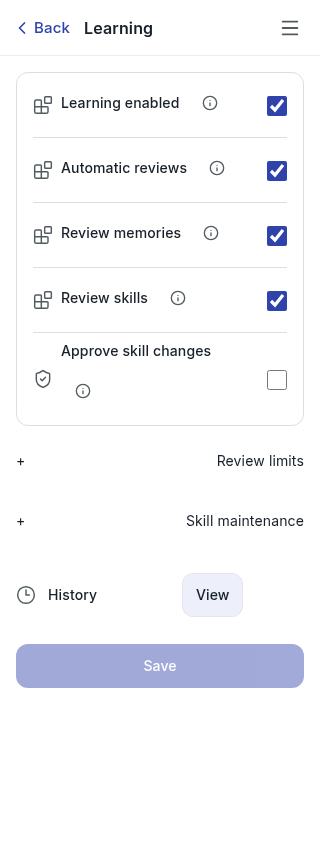 Back Learning
Learning enabled
Automatic reviews
Review memories
Review skills
Approve skill changes
+ Review limits
+ Skill maintenance
History View
Save